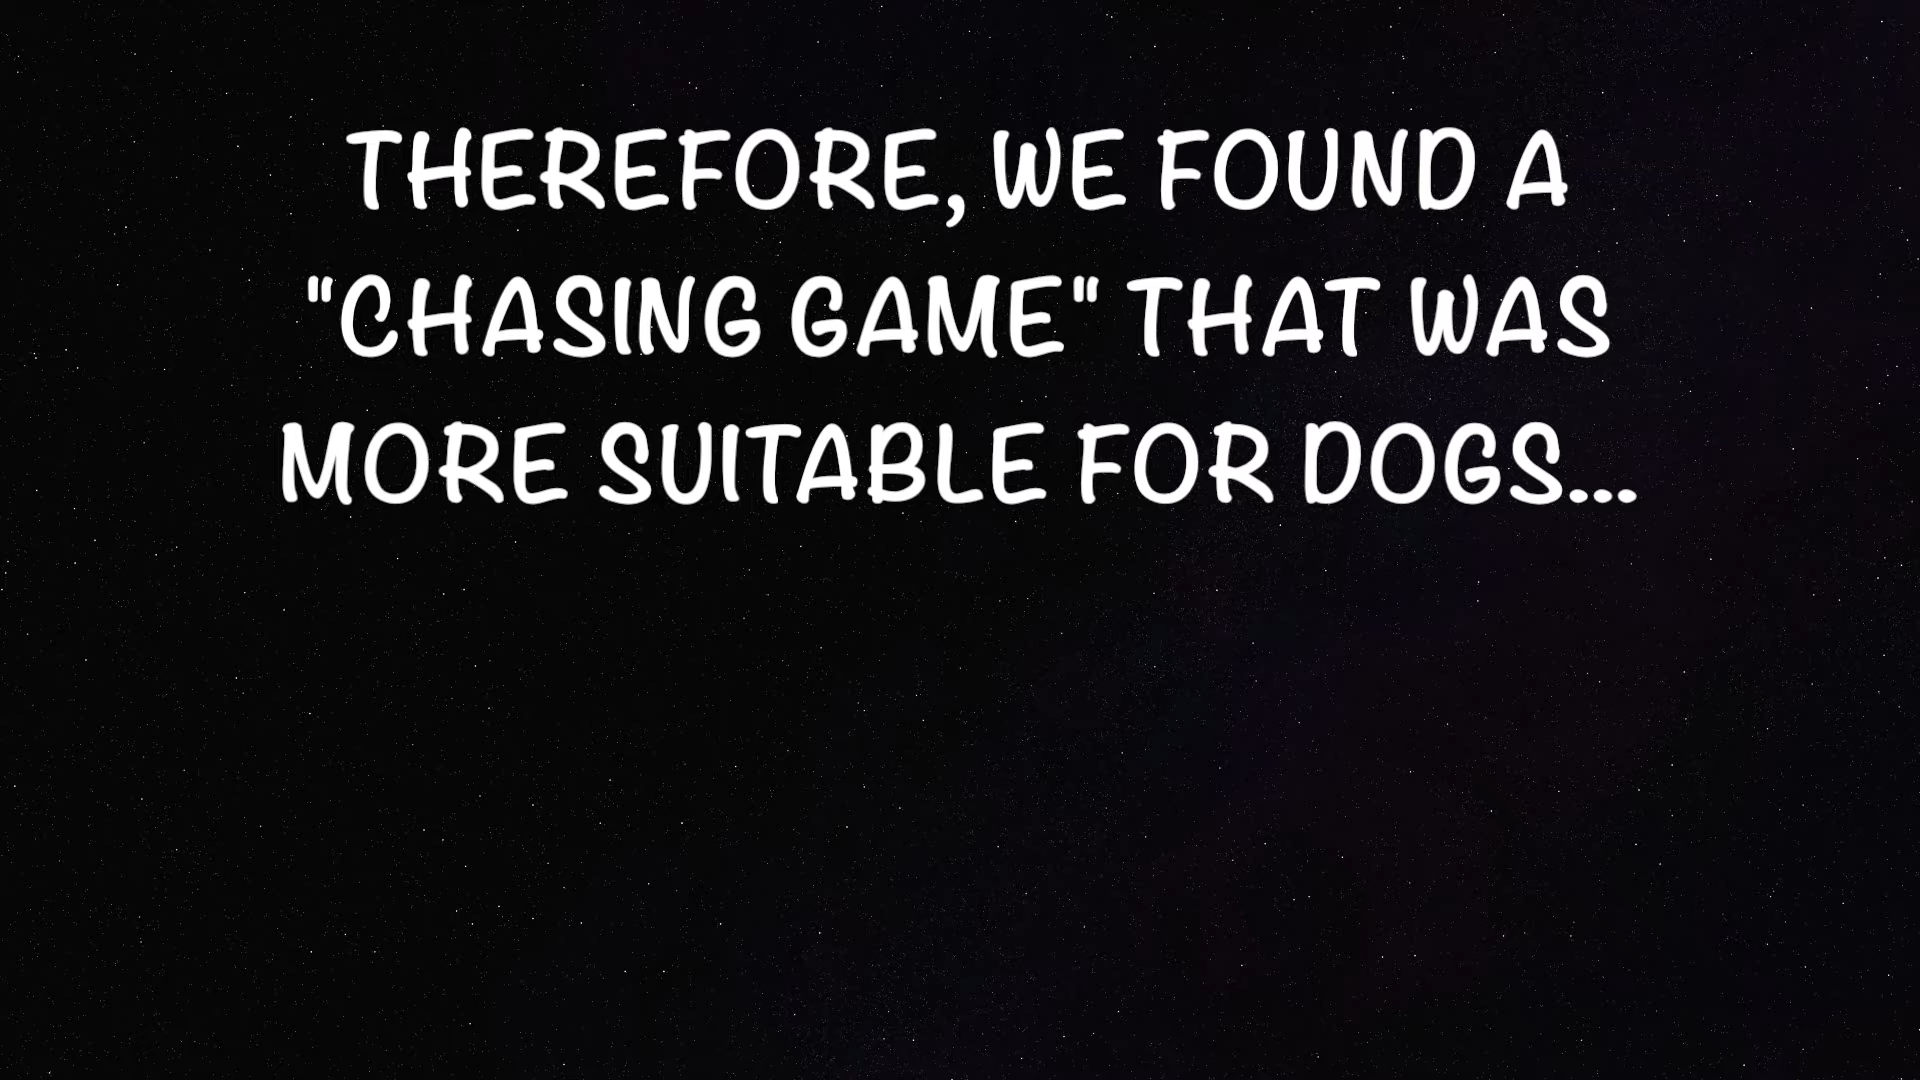 THEREFORE, WE FOUND A
"CHASING GAME" THAT WAS
MORE SUITABLE FOR DOGS...